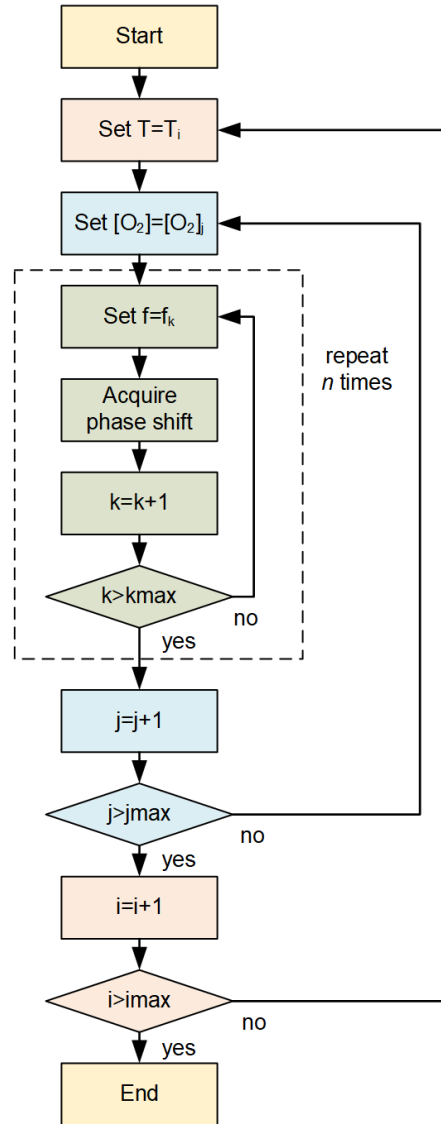 Start
Set T=Tᵢ
Set [O₂]=[O₂]ⱼ
Set f=fₖ
repeat
n times
Acquire
phase shift
k=k+1
k>kmax
no
yes
j=j+1
j>jmax
no
yes
i=i+1
i>imax
no
yes
End